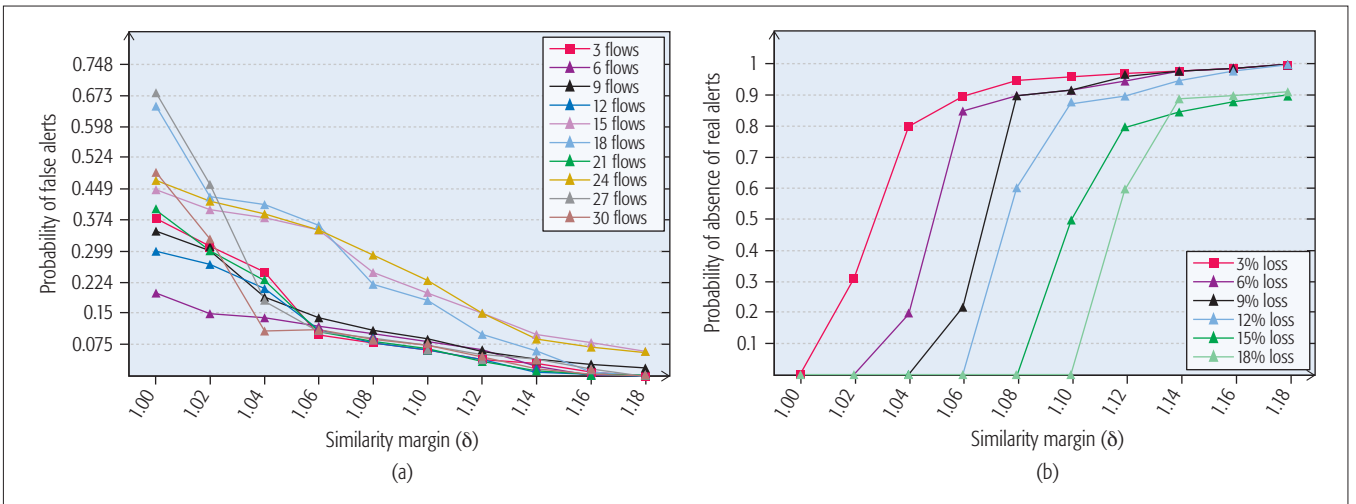 Probability of false alerts
0.748
0.673
0.598
0.524
0.449
0.374
0.299
0.224
0.15
0.075
3 flows
6 flows
9 flows
12 flows
15 flows
18 flows
21 flows
24 flows
27 flows
30 flows
1.00
1.02
1.04
1.06
1.08
1.10
1.12
1.14
1.16
1.18
Similarity margin (δ)
(a)
Probability of absence of real alerts
1
0.9
0.8
0.7
0.6
0.5
0.4
0.3
0.2
0.1
3% loss
6% loss
9% loss
12% loss
15% loss
18% loss
1.00
1.02
1.04
1.06
1.08
1.10
1.12
1.14
1.16
1.18
Similarity margin (δ)
(b)